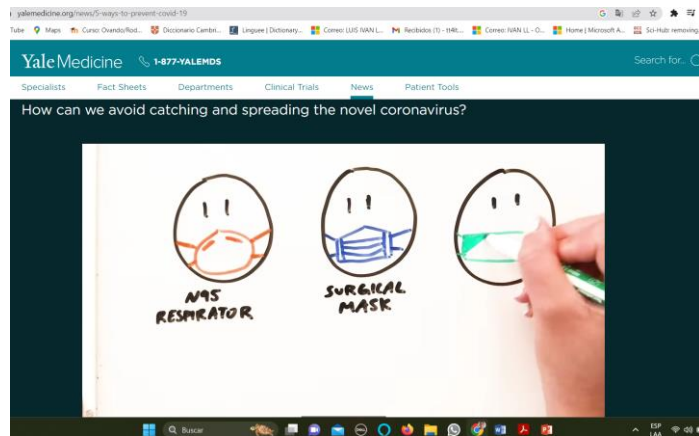 yalemedicine.org/news/5-ways-to-prevent-covid-19
Tube Maps Curso: Ovando/Rod... Diccionario Cambri... Linguee | Dictionary... Correo: LUIS IVAN L... Recibidos (1) - Correo: IVAN LL - O... Home | Microsoft A... Sci-Hub: removing
Yale Medicine 1-877-YALEMDS Search for...
Specialists Fact Sheets Departments Clinical Trials News Patient Tools
How can we avoid catching and spreading the novel coronavirus?
N95
RESPIRATOR
SURGICAL
MASK
Buscar
ESP
LAA